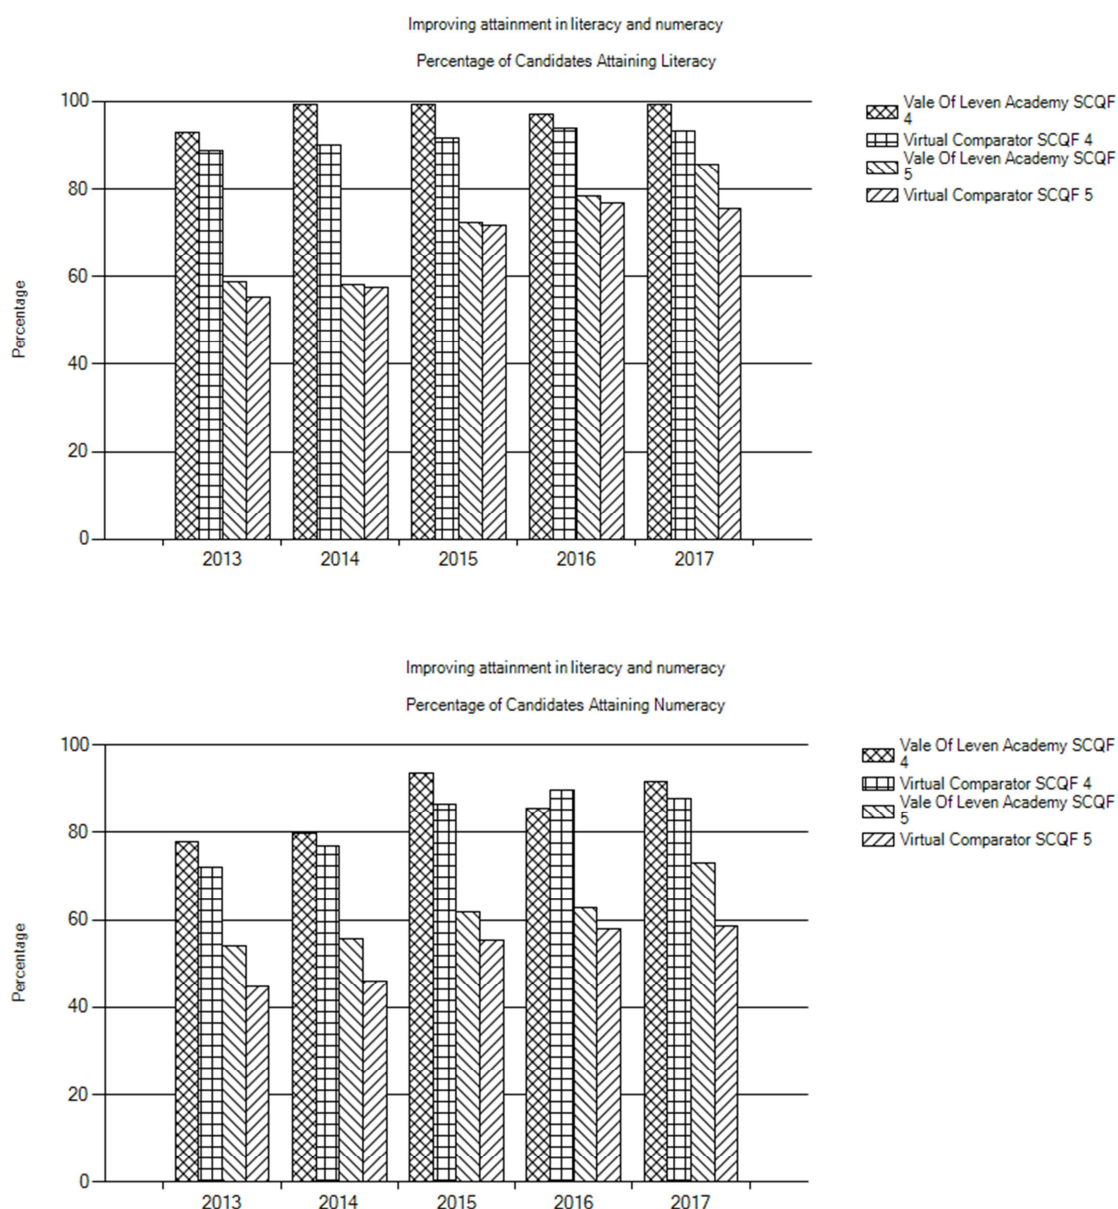 Improving attainment in literacy and numeracy
Percentage of Candidates Attaining Literacy
Percentage
100
80
60
40
20
0
2013
2014
2015
2016
2017
Vale Of Leven Academy SCQF
4
Virtual Comparator SCQF 4
Vale Of Leven Academy SCQF
5
Virtual Comparator SCQF 5
Improving attainment in literacy and numeracy
Percentage of Candidates Attaining Numeracy
Percentage
100
80
60
40
20
0
2013
2014
2015
2016
2017
Vale Of Leven Academy SCQF
4
Virtual Comparator SCQF 4
Vale Of Leven Academy SCQF
5
Virtual Comparator SCQF 5